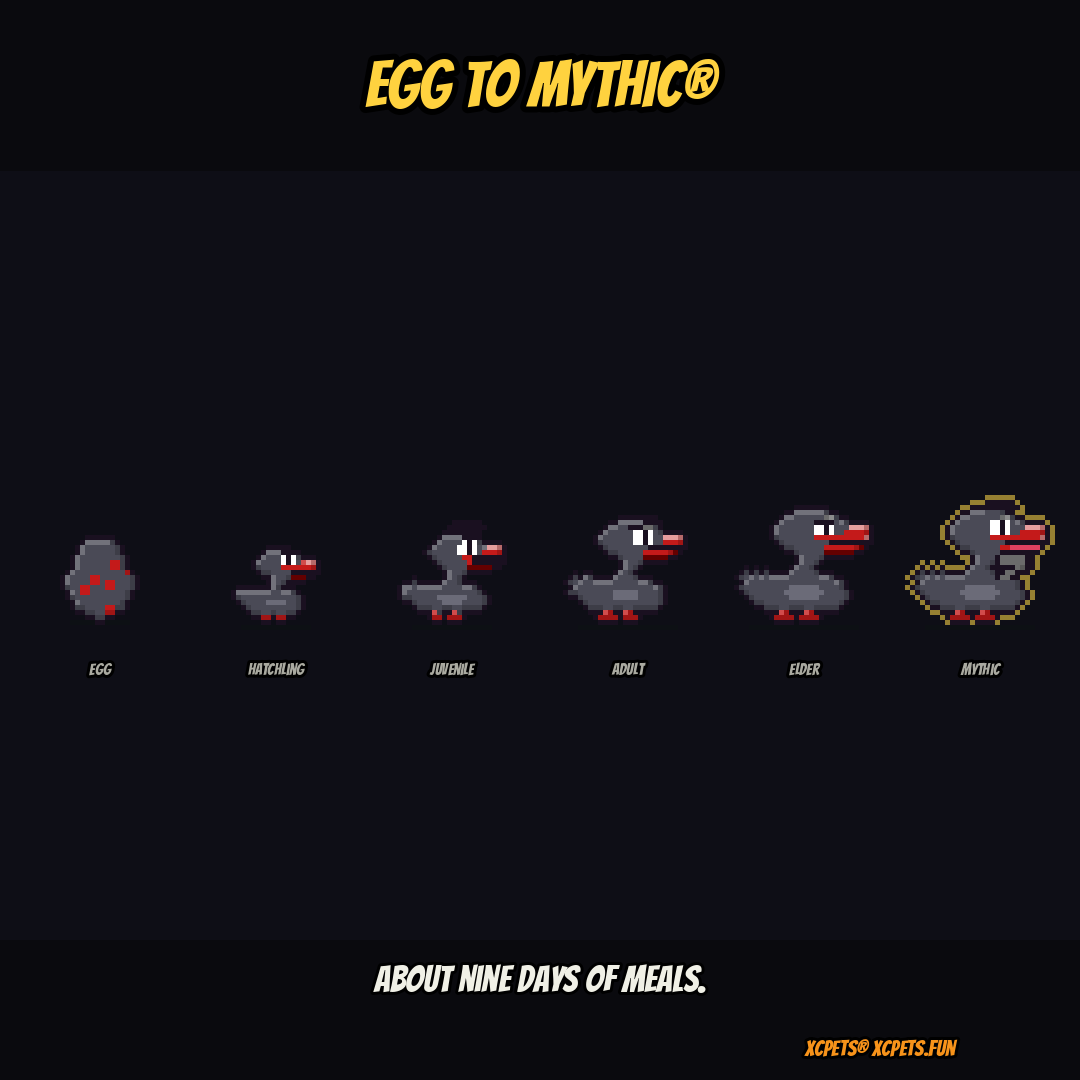 EGG TO MYTHIC®
EGG
HATCHLING
JUVENILE
ADULT
ELDER
MYTHIC
ABOUT NINE DAYS OF MEALS.
XCPETS® XCPETS.FUN